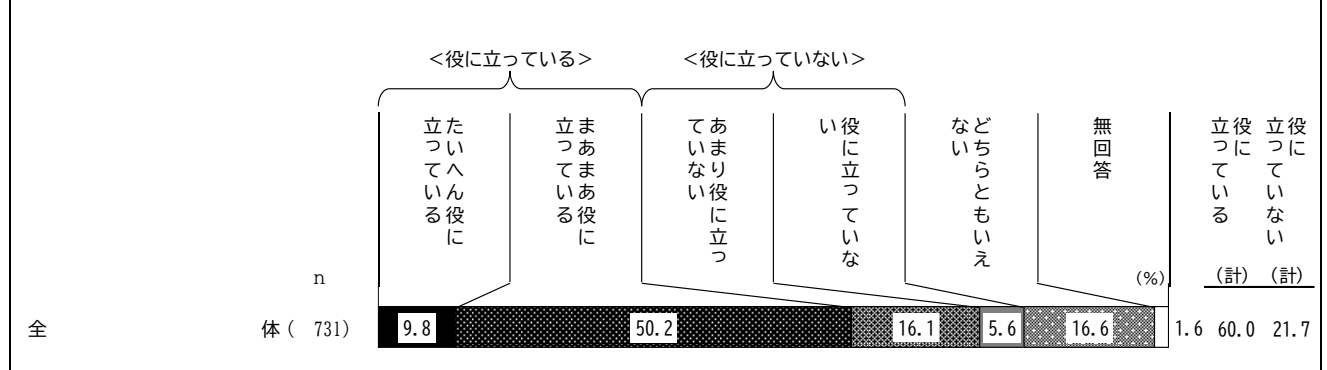 ＜役に立っている＞ ＜役に立っていない＞
たいへん役に
立っている
まあまあ役に
立っている
あまり役に立っ
ていない
役に立っていな
い
どちらともいえ
ない
無回答
役に
立っている
（計）
役に
立っていない
（計）
n
(%)
全 体 ( 731) 9.8 50.2 16.1 5.6 16.6 1.6 60.0 21.7